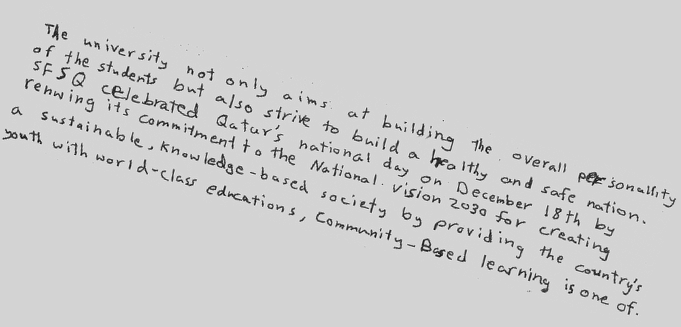 The university not only aims at building The overall personallity
of the students but also strive to build a healthy and safe nation.
SFSQ celebrated Qatar's national day on December 18th by
renwing its commitment to the National Vision 2030 for creating
a sustainable, knowledge-based society by providing the country's
youth with world-class educations, Community-Based learning is one of.